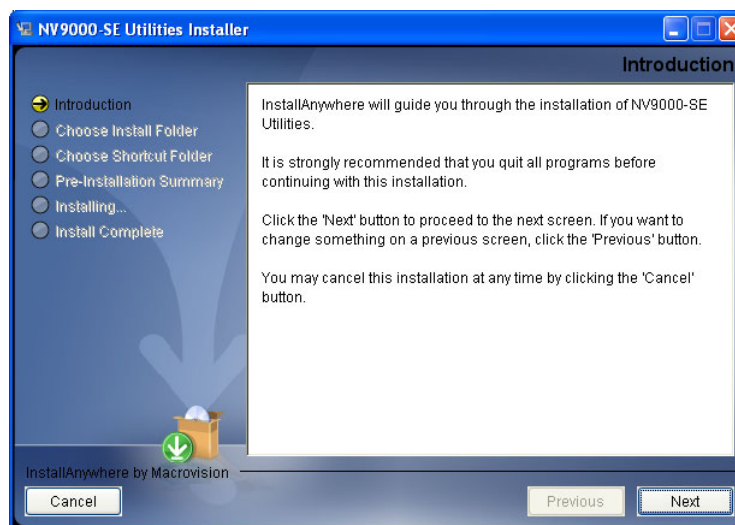 NV9000-SE Utilities Installer
Introduction
Introduction
Choose Install Folder
Choose Shortcut Folder
Pre-Installation Summary
Installing...
Install Complete
InstallAnywhere will guide you through the installation of NV9000-SE
Utilities.
It is strongly recommended that you quit all programs before
continuing with this installation.
Click the 'Next' button to proceed to the next screen. If you want to
change something on a previous screen, click the 'Previous' button.
You may cancel this installation at any time by clicking the 'Cancel'
button.
InstallAnywhere by Macrovision
Cancel
Previous
Next